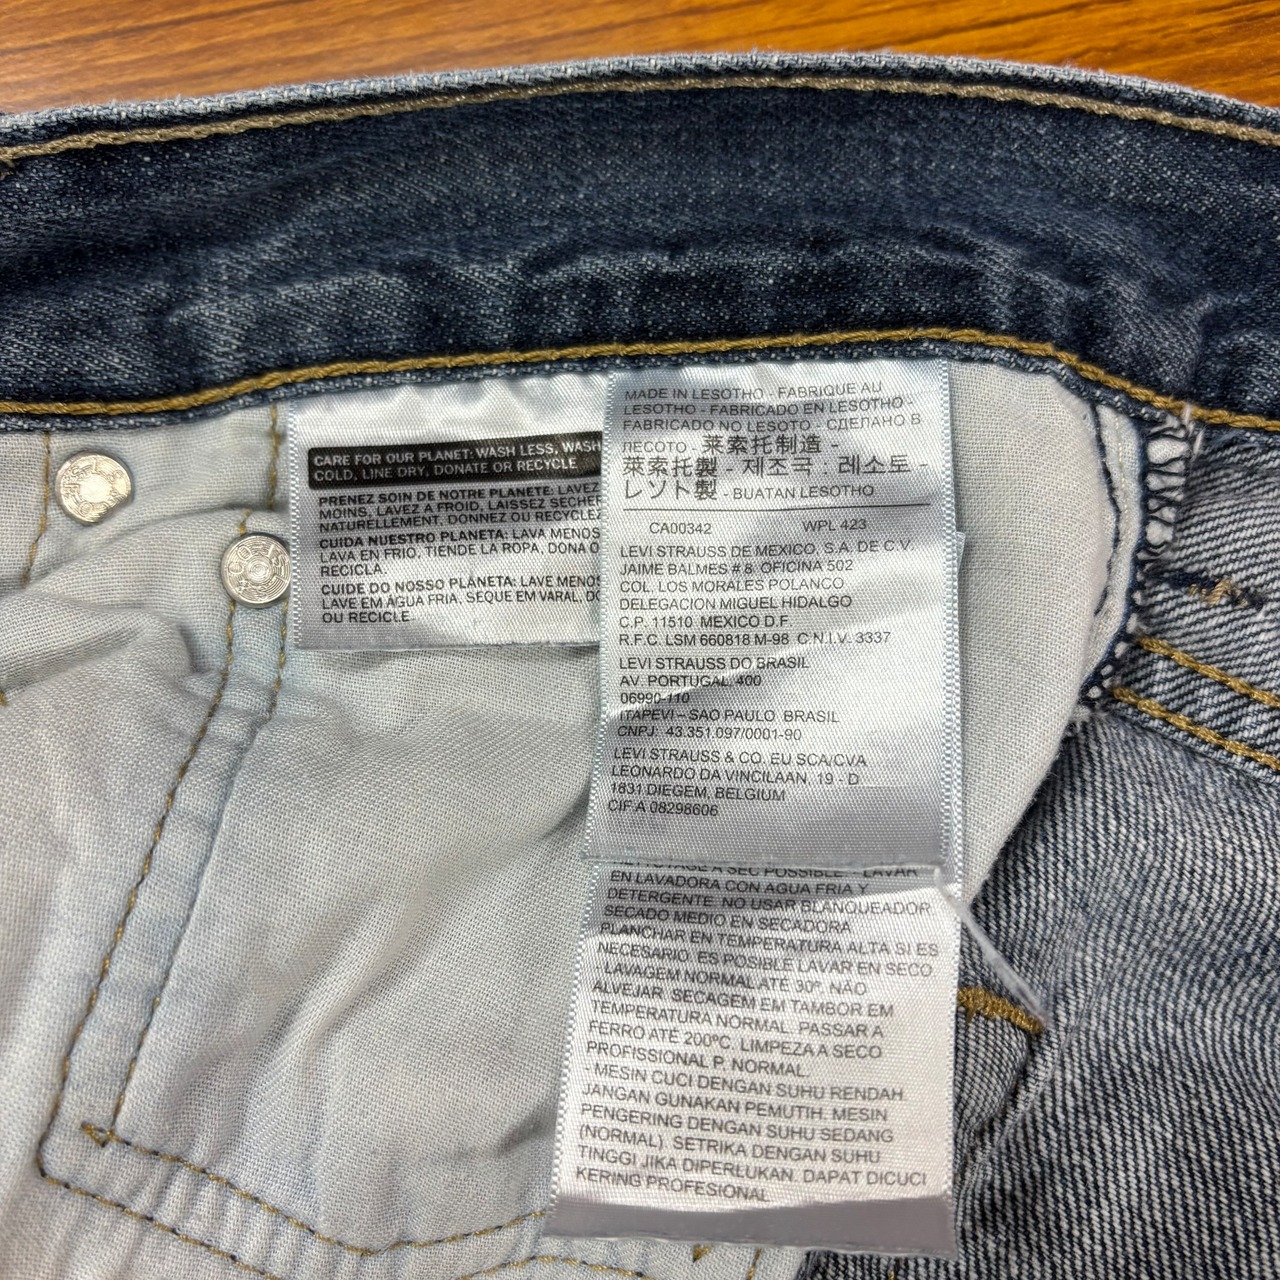 CARE FOR OUR PLANET: WASH LESS, WASH
COLD, LINE DRY, DONATE OR RECYCLE
PRENEZ SOIN DE NOTRE PLANETE: LAVEZ
MOINS, LAVEZ A FROID, LAISSEZ SECHER
NATURELLEMENT, DONNEZ OU RECYCLEZ
CUIDA NUESTRO PLANETA: LAVA MENOS
LAVA EN FRIO, TIENDE LA ROPA, DONA O
RECICLA.
CUIDE DO NOSSO PLANETA: LAVE MENOS
LAVE EM ÁGUA FRIA, SEQUE EM VARAL, DO
OU RECICLE.
MADE IN LESOTHO - FABRIQUE AU
LESOTHO - FABRICADO EN LESOTHO -
FABRICADO NO LESOTO - СДЕЛАНО В
ЛЕСОТО - 莱索托制造 -
萊索托製 - 제조국 : 레소토 -
レソト製 - BUATAN LESOTHO
CA00342 WPL 423
LEVI STRAUSS DE MEXICO, S.A. DE C.V.
JAIME BALMES # 8 OFICINA 502
COL. LOS MORALES POLANCO
DELEGACION MIGUEL HIDALGO
C.P. 11510 MEXICO D.F.
R.F.C. LSM 660818 M-98 C.N.I.V. 3337
LEVI STRAUSS DO BRASIL
AV. PORTUGAL, 400
06990-110
ITAPEVI – SAO PAULO BRASIL
CNPJ: 43.351.097/0001-90
LEVI STRAUSS & CO. EU SCA/CVA
LEONARDO DA VINCILAAN, 19 - D
1831 DIEGEM, BELGIUM
CIF A 08298606
NETTOYAGE A SEC POSSIBLE - LAVAR
EN LAVADORA CON AGUA FRIA Y
DETERGENTE. NO USAR BLANQUEADOR
SECADO MEDIO EN SECADORA
PLANCHAR EN TEMPERATURA ALTA SI ES
NECESARIO. ES POSIBLE LAVAR EN SECO
- LAVAGEM NORMAL ATÉ 30º. NÃO
ALVEJAR. SECAGEM EM TAMBOR EM
TEMPERATURA NORMAL. PASSAR A
FERRO ATÉ 200ºC. LIMPEZA A SECO
PROFISSIONAL P. NORMAL.
- MESIN CUCI DENGAN SUHU RENDAH.
JANGAN GUNAKAN PEMUTIH. MESIN
PENGERING DENGAN SUHU SEDANG
(NORMAL). SETRIKA DENGAN SUHU
TINGGI JIKA DIPERLUKAN. DAPAT DICUCI
KERING PROFESIONAL